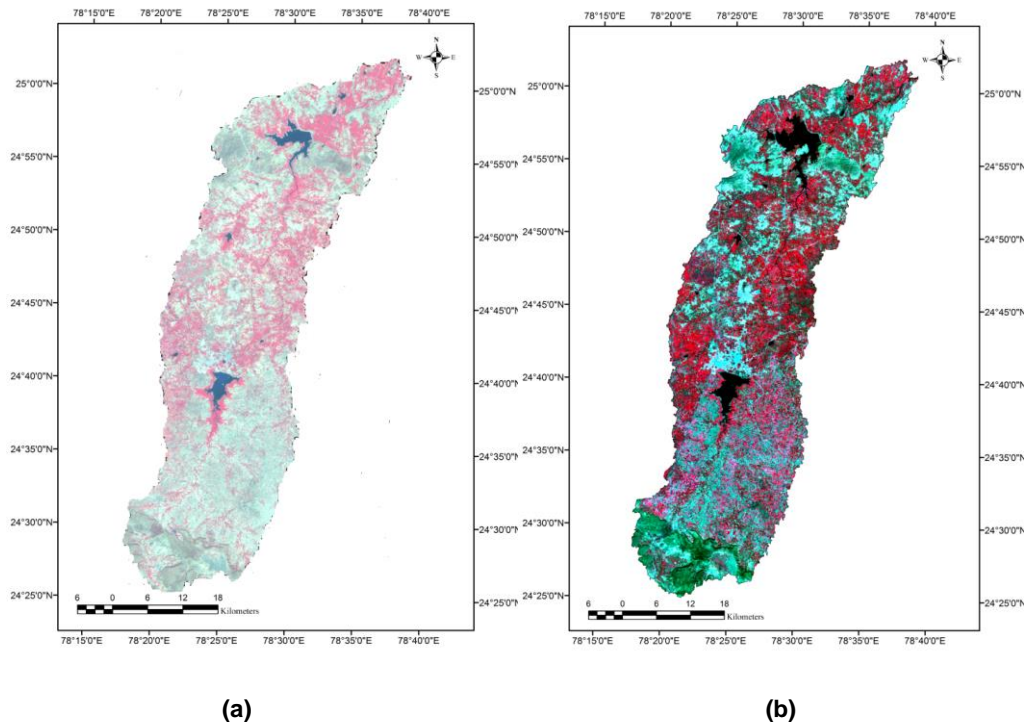 78°15'0"E 78°20'0"E 78°25'0"E 78°30'0"E 78°35'0"E 78°40'0"E
N
W E
S
25°0'0"N 25°0'0"N
24°55'0"N 24°55'0"N
24°50'0"N 24°50'0"N
24°45'0"N 24°45'0"N
24°40'0"N 24°40'0"N
24°35'0"N 24°35'0"N
24°30'0"N 24°30'0"N
24°25'0"N 24°25'0"N
6 0 6 12 18
Kilometers
78°15'0"E 78°20'0"E 78°25'0"E 78°30'0"E 78°35'0"E 78°40'0"E
(a)
78°20'0"E 78°25'0"E 78°30'0"E 78°35'0"E 78°40'0"E
N
W E
S
25°0'0"N 25°0'0"N
24°55'0"N 24°55'0"N
24°50'0"N 24°50'0"N
24°45'0"N 24°45'0"N
24°40'0"N 24°40'0"N
24°35'0"N 24°35'0"N
24°30'0"N 24°30'0"N
24°25'0"N 24°25'0"N
6 0 6 12 18
Kilometers
78°15'0"E 78°20'0"E 78°25'0"E 78°30'0"E 78°35'0"E 78°40'0"E
(b)